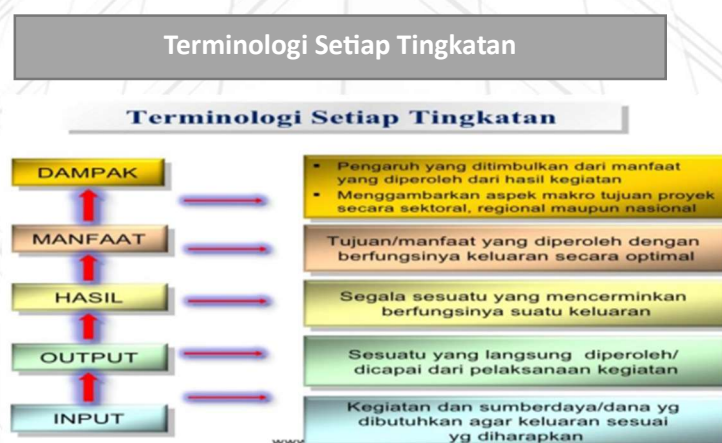 Terminologi Setiap Tingkatan
Terminologi Setiap Tingkatan
DAMPAK
▪ Pengaruh yang ditimbulkan dari manfaat
yang diperoleh dari hasil kegiatan
▪ Menggambarkan aspek makro tujuan proyek
secara sektoral, regional maupun nasional
MANFAAT
Tujuan/manfaat yang diperoleh dengan
berfungsinya keluaran secara optimal
HASIL
Segala sesuatu yang mencerminkan
berfungsinya suatu keluaran
OUTPUT
Sesuatu yang langsung diperoleh/
dicapai dari pelaksanaan kegiatan
INPUT
Kegiatan dan sumberdaya/dana yg
dibutuhkan agar keluaran sesuai
yg diharapkan